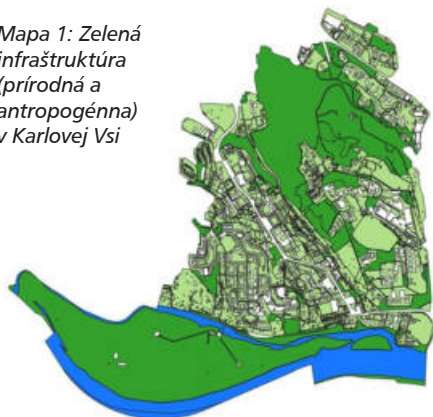 Mapa 1: Zelená
infraštruktúra
(prírodná a
antropogénna)
v Karlovej Vsi